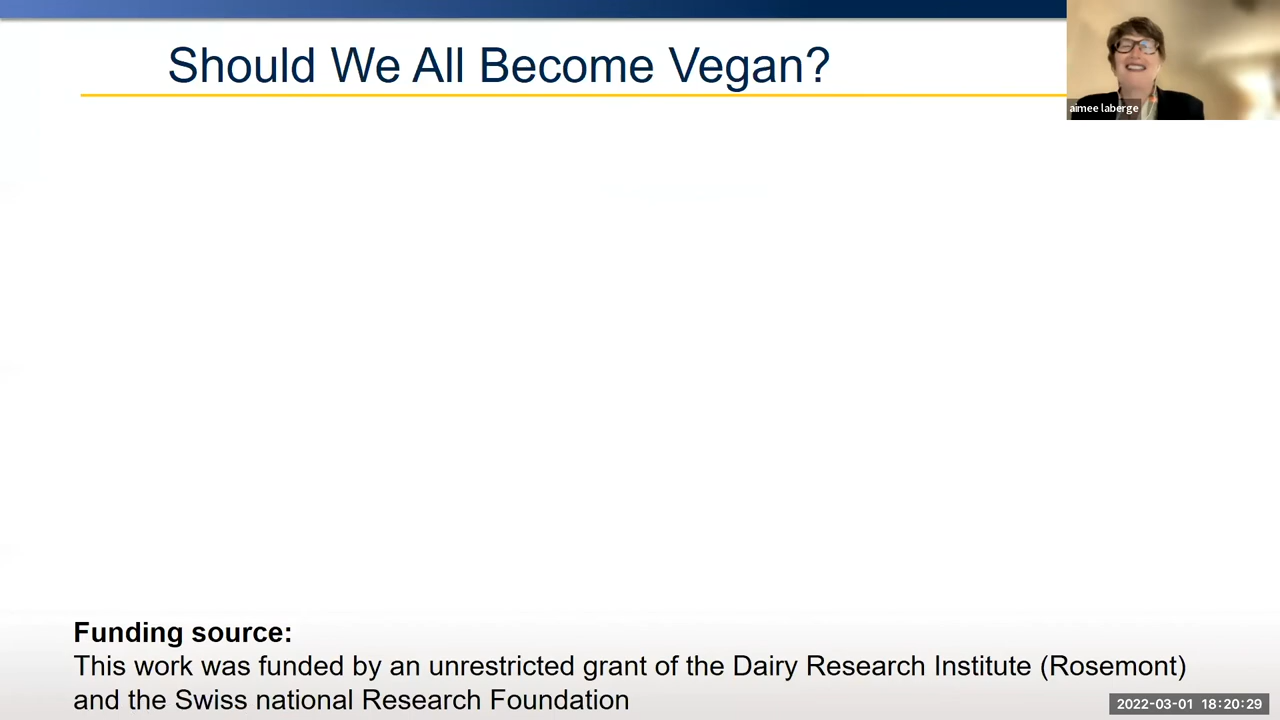 Should We All Become Vegan?
aimee laberge
Funding source:
This work was funded by an unrestricted grant of the Dairy Research Institute (Rosemont)
and the Swiss national Research Foundation
2022-03-01 18:20:29